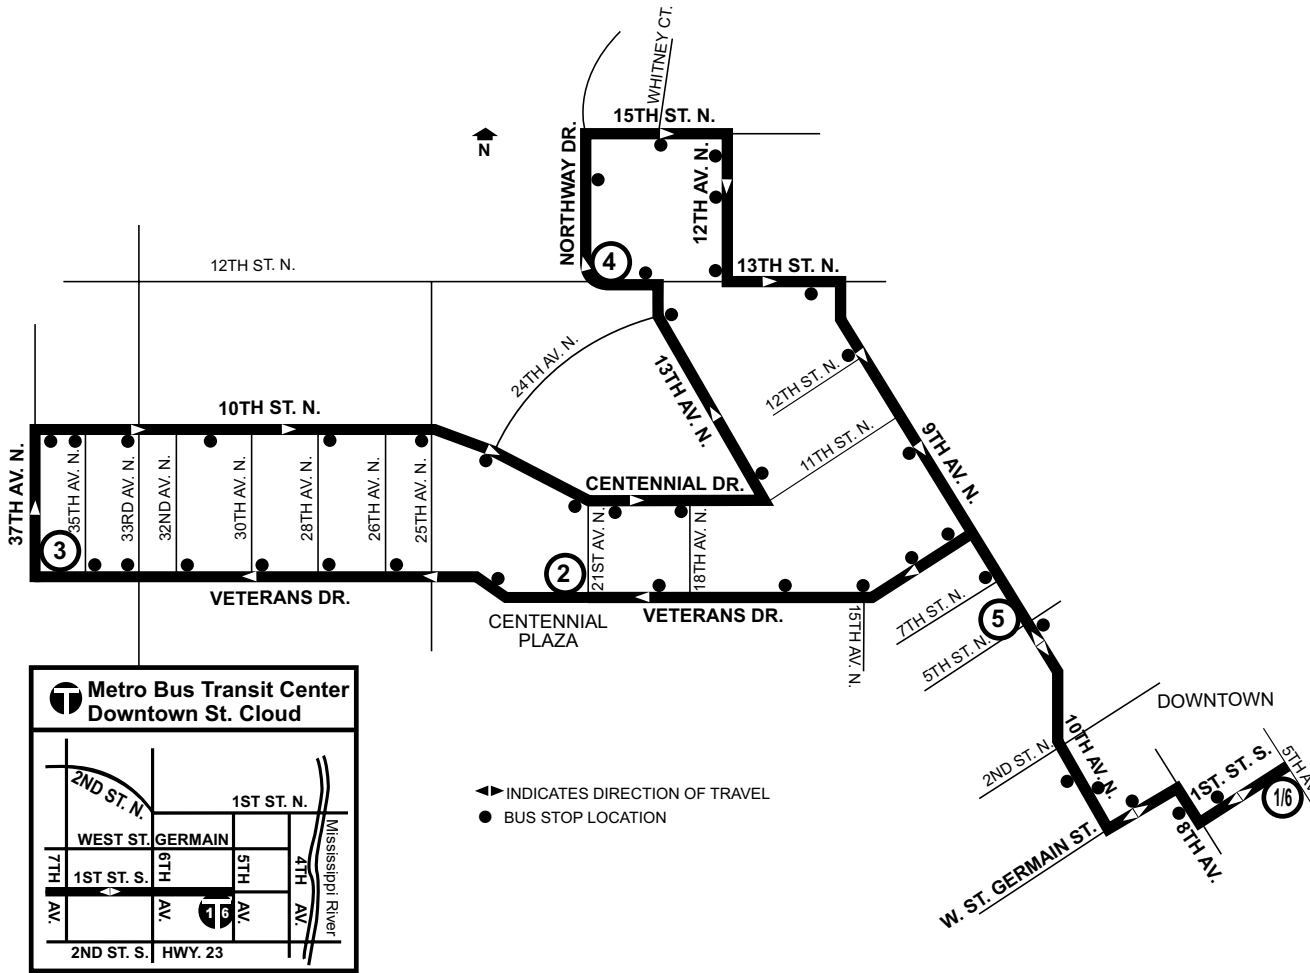 WHITNEY CT.
15TH ST. N.
N
NORTHWAY DR.
12TH AV. N.
4
12TH ST. N.
13TH ST. N.
24TH AV. N.
13TH AV. N.
12TH ST. N.
11TH ST. N.
9TH AV. N.
10TH ST. N.
37TH AV. N.
35TH AV. N.
33RD AV. N.
32ND AV. N.
30TH AV. N.
28TH AV. N.
26TH AV. N.
25TH AV. N.
CENTENNIAL DR.
21ST AV. N.
18TH AV. N.
3
2
VETERANS DR.
CENTENNIAL
PLAZA
VETERANS DR.
15TH AV. N.
7TH ST. N.
5TH ST. N.
5
DOWNTOWN
2ND ST. N.
10TH AV. N.
1ST. ST. S.
5TH AV
1/6
8TH AV.
W. ST. GERMAIN ST.
INDICATES DIRECTION OF TRAVEL
BUS STOP LOCATION
T Metro Bus Transit Center
Downtown St. Cloud
2ND ST. N.
1ST ST. N.
WEST ST. GERMAIN
7TH AV.
6TH AV.
5TH AV.
4TH AV.
1ST ST. S.
Mississippi River
T
1 6
2ND ST. S. HWY. 23